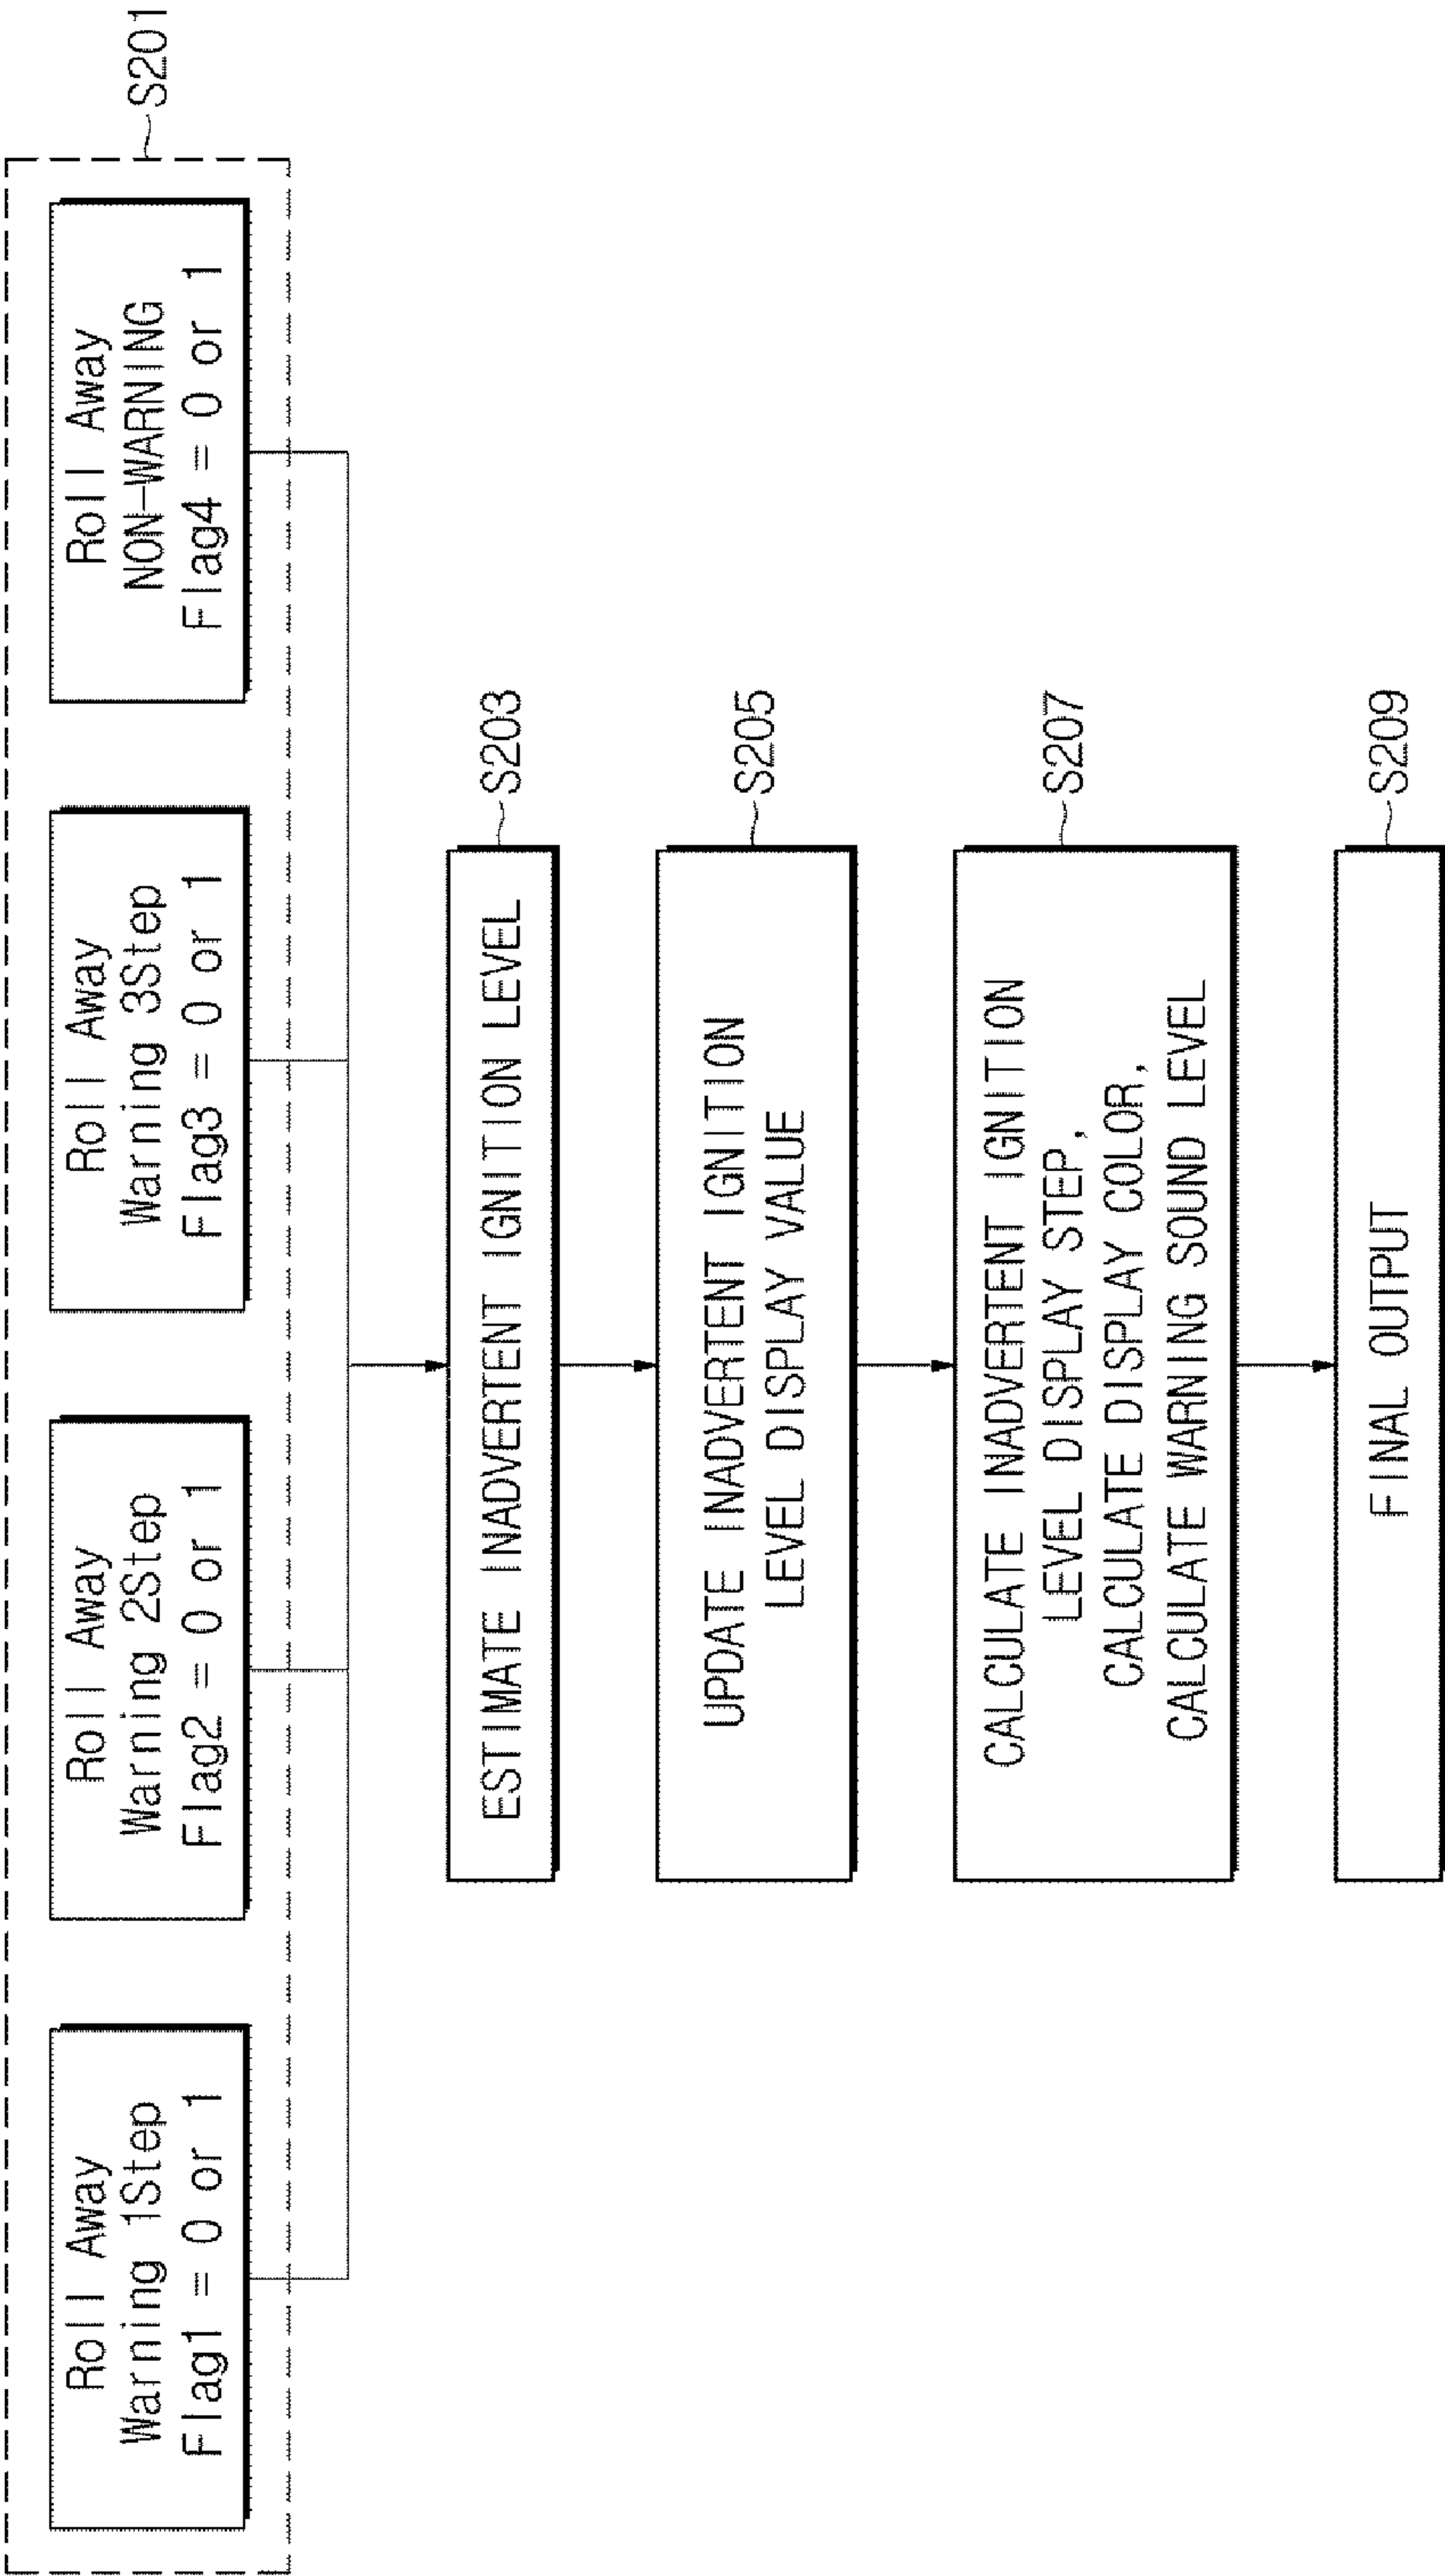 Roll Away
Warning 1Step
Flag1 = 0 or 1
Roll Away
Warning 2Step
Flag2 = 0 or 1
Roll Away
Warning 3Step
Flag3 = 0 or 1
Roll Away
NON-WARNING
Flag4 = 0 or 1
S201
ESTIMATE INADVERTENT IGNITION LEVEL
S203
UPDATE INADVERTENT IGNITION
LEVEL DISPLAY VALUE
S205
CALCULATE INADVERTENT IGNITION
LEVEL DISPLAY STEP,
CALCULATE DISPLAY COLOR,
CALCULATE WARNING SOUND LEVEL
S207
FINAL OUTPUT
S209